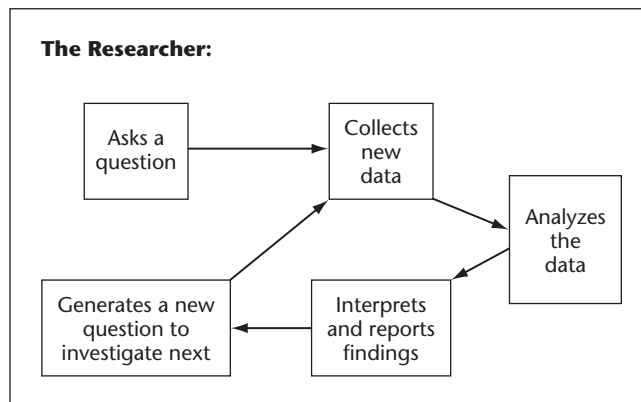 The Researcher:
Asks a
question
Collects
new
data
Analyzes
the
data
Interprets
and reports
findings
Generates a new
question to
investigate next